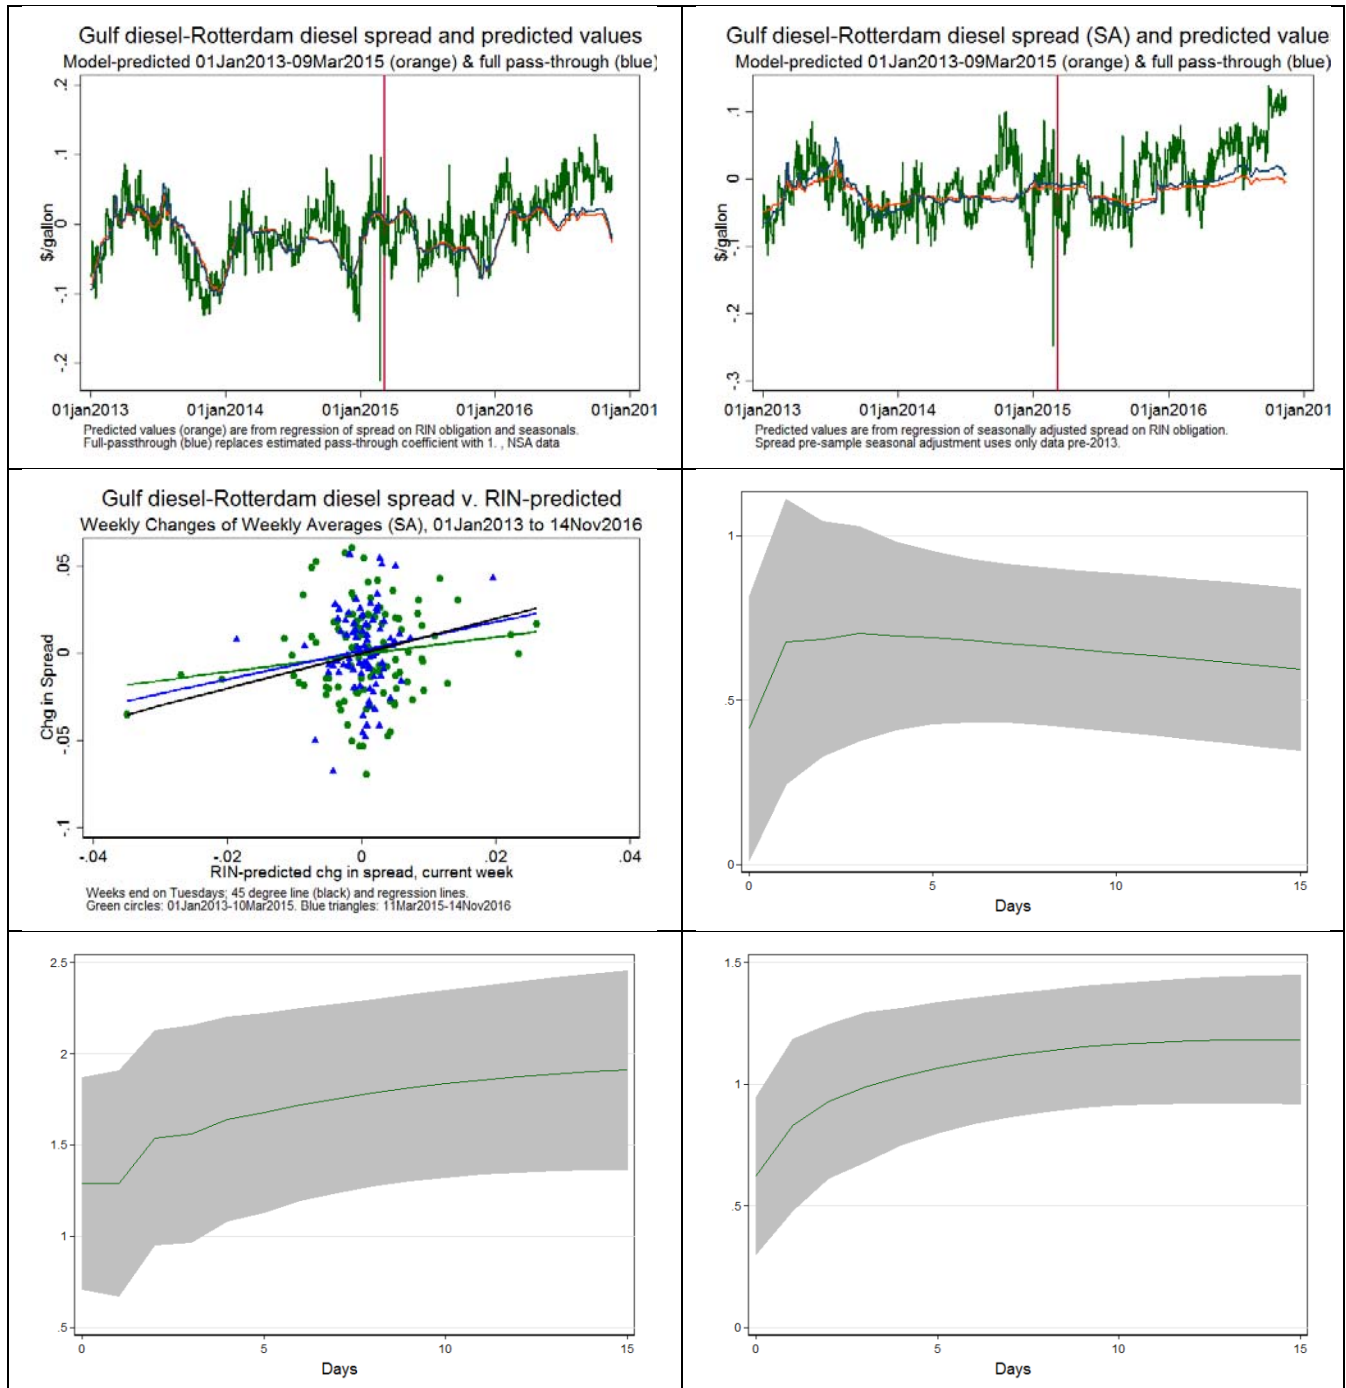 Gulf diesel-Rotterdam diesel spread and predicted values
Model-predicted 01Jan2013-09Mar2015 (orange) & full pass-through (blue)
.2
.1
0
-.1
-.2
$/gallon
01jan2013
01jan2014
01jan2015
01jan2016
01jan201
Predicted values (orange) are from regression of spread on RIN obligation and seasonals.
Full-passthrough (blue) replaces estimated pass-through coefficient with 1. , NSA data
Gulf diesel-Rotterdam diesel spread (SA) and predicted value
Model-predicted 01Jan2013-09Mar2015 (orange) & full pass-through (blue)
.1
0
-.1
-.2
-.3
$/gallon
01jan2013
01jan2014
01jan2015
01jan2016
01jan201
Predicted values are from regression of seasonally adjusted spread on RIN obligation.
Spread pre-sample seasonal adjustment uses only data pre-2013.
Gulf diesel-Rotterdam diesel spread v. RIN-predicted
Weekly Changes of Weekly Averages (SA), 01Jan2013 to 14Nov2016
.05
0
-.05
-.1
Chg in Spread
-.04
-.02
0
.02
.04
RIN-predicted chg in spread, current week
Weeks end on Tuesdays; 45 degree line (black) and regression lines.
Green circles: 01Jan2013-10Mar2015. Blue triangles: 11Mar2015-14Nov2016
1
.5
0
0
5
10
15
Days
2.5
2
1.5
1
.5
0
5
10
15
Days
1.5
1
.5
0
0
5
10
15
Days